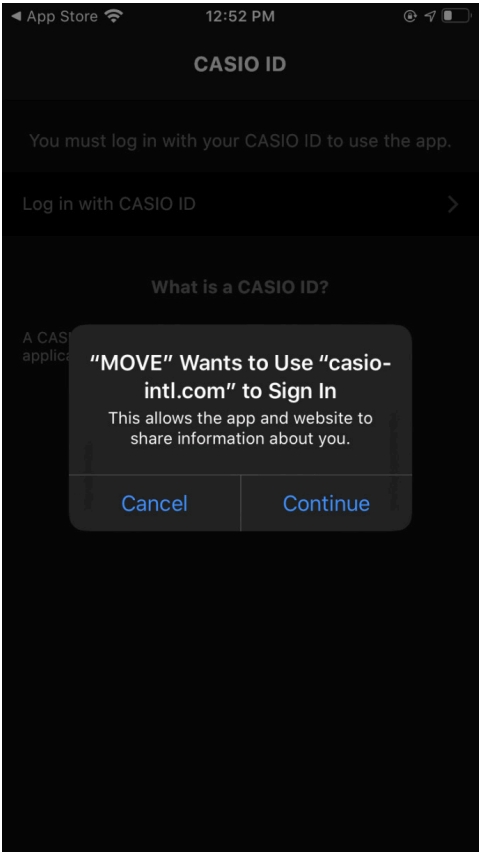 ◀ App Store 12:52 PM
CASIO ID
You must log in with your CASIO ID to use the app.
Log in with CASIO ID
What is a CASIO ID?
A CAS
applica
“MOVE” Wants to Use “casio-
intl.com” to Sign In
This allows the app and website to
share information about you.
Cancel Continue